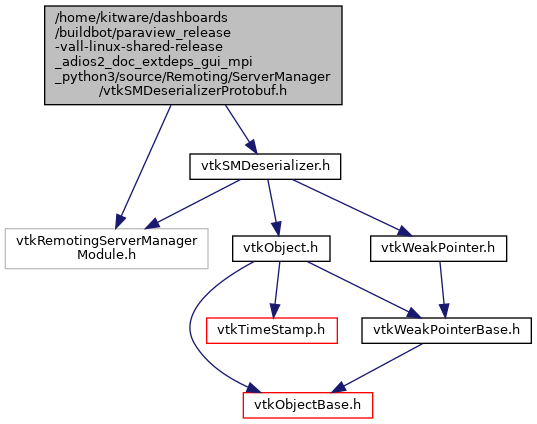 /home/kitware/dashboards
/buildbot/paraview_release
-vall-linux-shared-release
_adios2_doc_extdeps_gui_mpi
_python3/source/Remoting/ServerManager
/vtkSMDeserializerProtobuf.h
vtkSMDeserializer.h
vtkRemotingServerManager
Module.h
vtkObject.h
vtkWeakPointer.h
vtkTimeStamp.h
vtkWeakPointerBase.h
vtkObjectBase.h